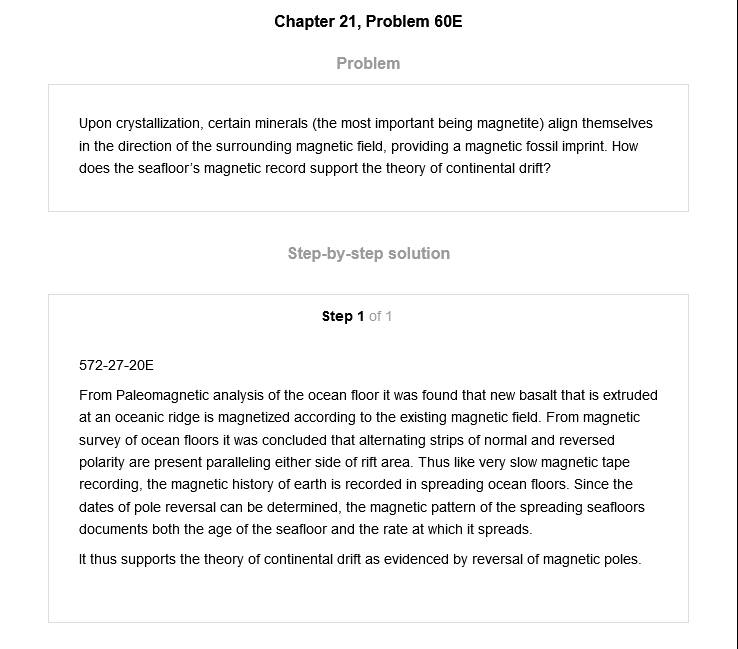 Chapter 21, Problem 60E
Problem
Upon crystallization, certain minerals (the most important being magnetite) align themselves
in the direction of the surrounding magnetic field, providing a magnetic fossil imprint. How
does the seafloor's magnetic record support the theory of continental drift?
Step-by-step solution
Step 1 of 1
572-27-20E
From Paleomagnetic analysis of the ocean floor it was found that new basalt that is extruded
at an oceanic ridge is magnetized according to the existing magnetic field. From magnetic
survey of ocean floors it was concluded that alternating strips of normal and reversed
polarity are present paralleling either side of rift area. Thus like very slow magnetic tape
recording, the magnetic history of earth is recorded in spreading ocean floors. Since the
dates of pole reversal can be determined, the magnetic pattern of the spreading seafloors
documents both the age of the seafloor and the rate at which it spreads.
It thus supports the theory of continental drift as evidenced by reversal of magnetic poles.